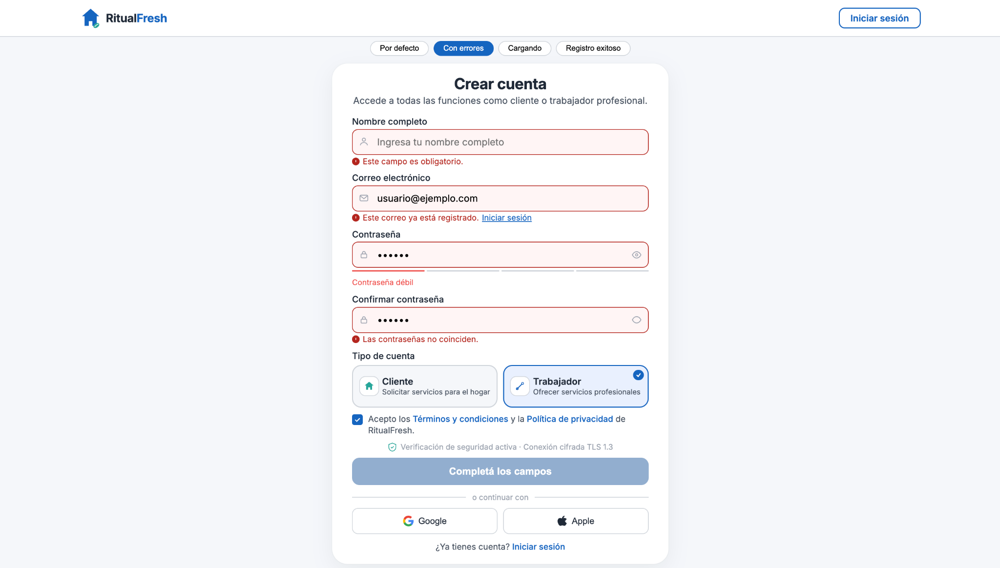 RitualFresh
Iniciar sesión
Por defecto
Con errores
Cargando
Registro exitoso
Crear cuenta
Accede a todas las funciones como cliente o trabajador profesional.
Nombre completo
Ingresa tu nombre completo
Este campo es obligatorio.
Correo electrónico
usuario@ejemplo.com
Este correo ya está registrado. Iniciar sesión
Contraseña
••••••
Contraseña débil
Confirmar contraseña
••••••
Las contraseñas no coinciden.
Tipo de cuenta
Cliente
Solicitar servicios para el hogar
Trabajador
Ofrecer servicios profesionales
Acepto los Términos y condiciones y la Política de privacidad de
RitualFresh.
Verificación de seguridad activa · Conexión cifrada TLS 1.3
Completá los campos
o continuar con
Google
Apple
¿Ya tienes cuenta? Iniciar sesión